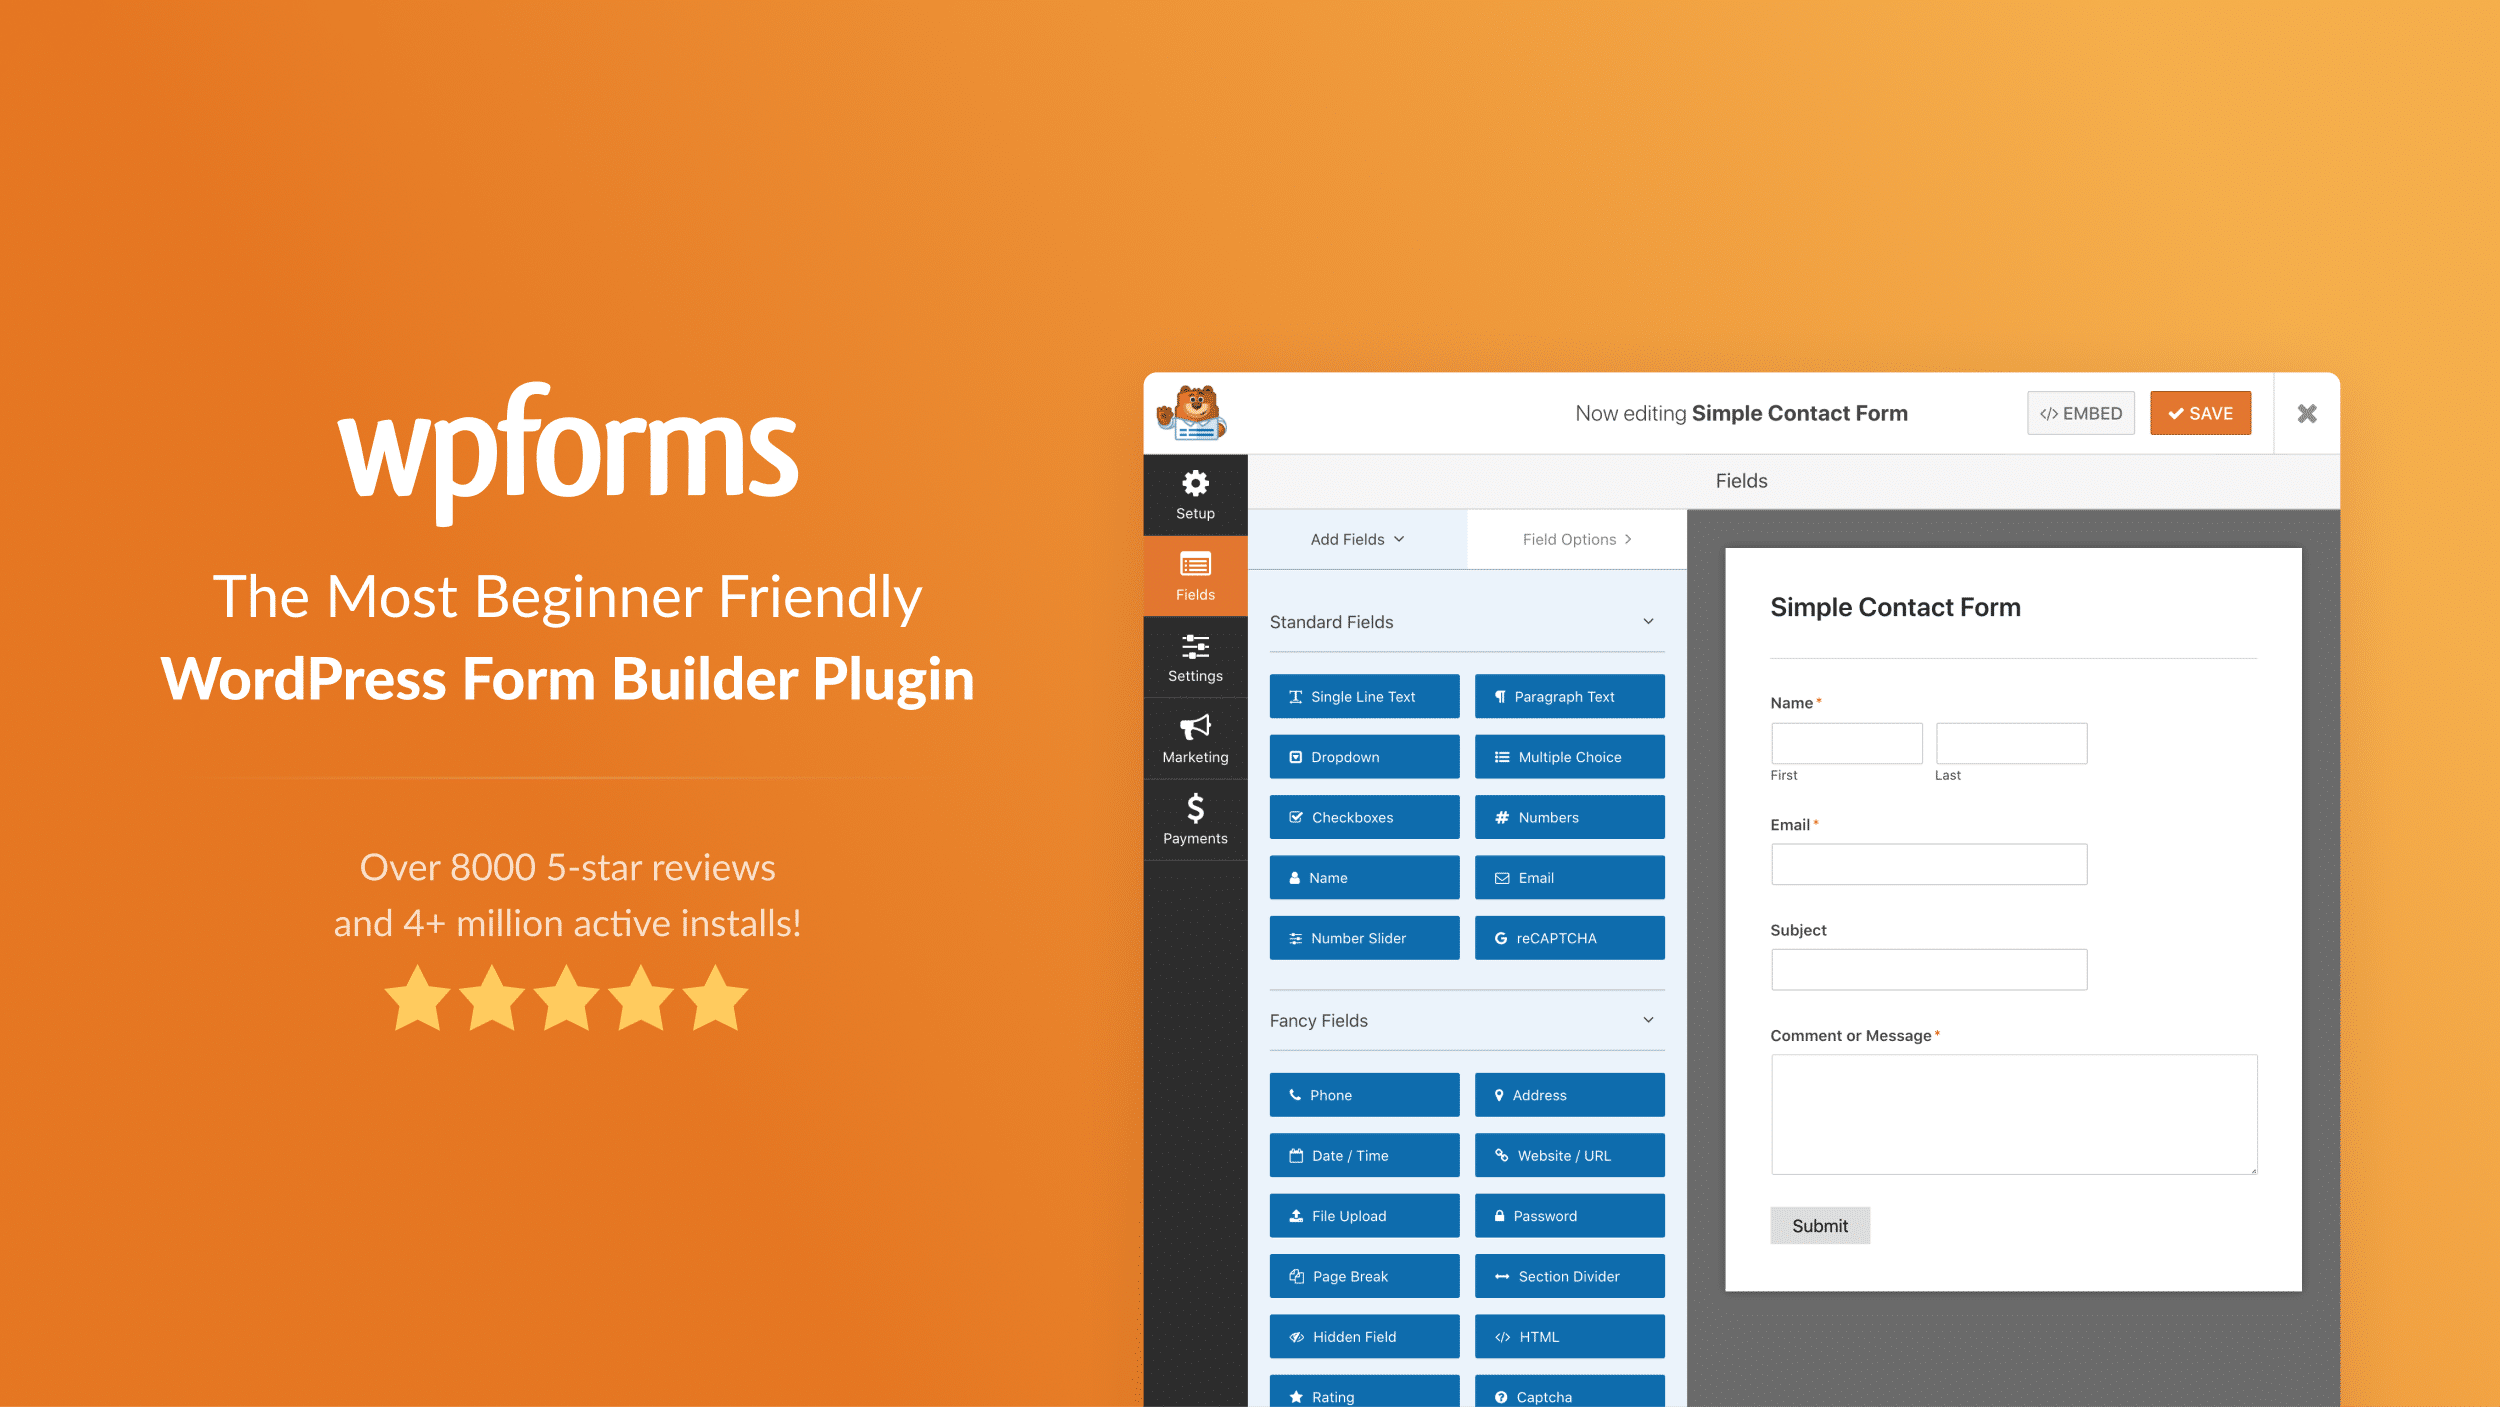 wpforms
The Most Beginner Friendly
WordPress Form Builder Plugin
Over 8000 5-star reviews
and 4+ million active installs!
Now editing Simple Contact Form
</> EMBED
SAVE
Setup
Fields
Settings
Marketing
Payments
Fields
Add Fields
Field Options
Standard Fields
Single Line Text
Paragraph Text
Dropdown
Multiple Choice
Checkboxes
Numbers
Name
Email
Number Slider
reCAPTCHA
Fancy Fields
Phone
Address
Date / Time
Website / URL
File Upload
Password
Page Break
Section Divider
Hidden Field
</> HTML
Rating
Captcha
Simple Contact Form
Name *
First
Last
Email *
Subject
Comment or Message *
Submit